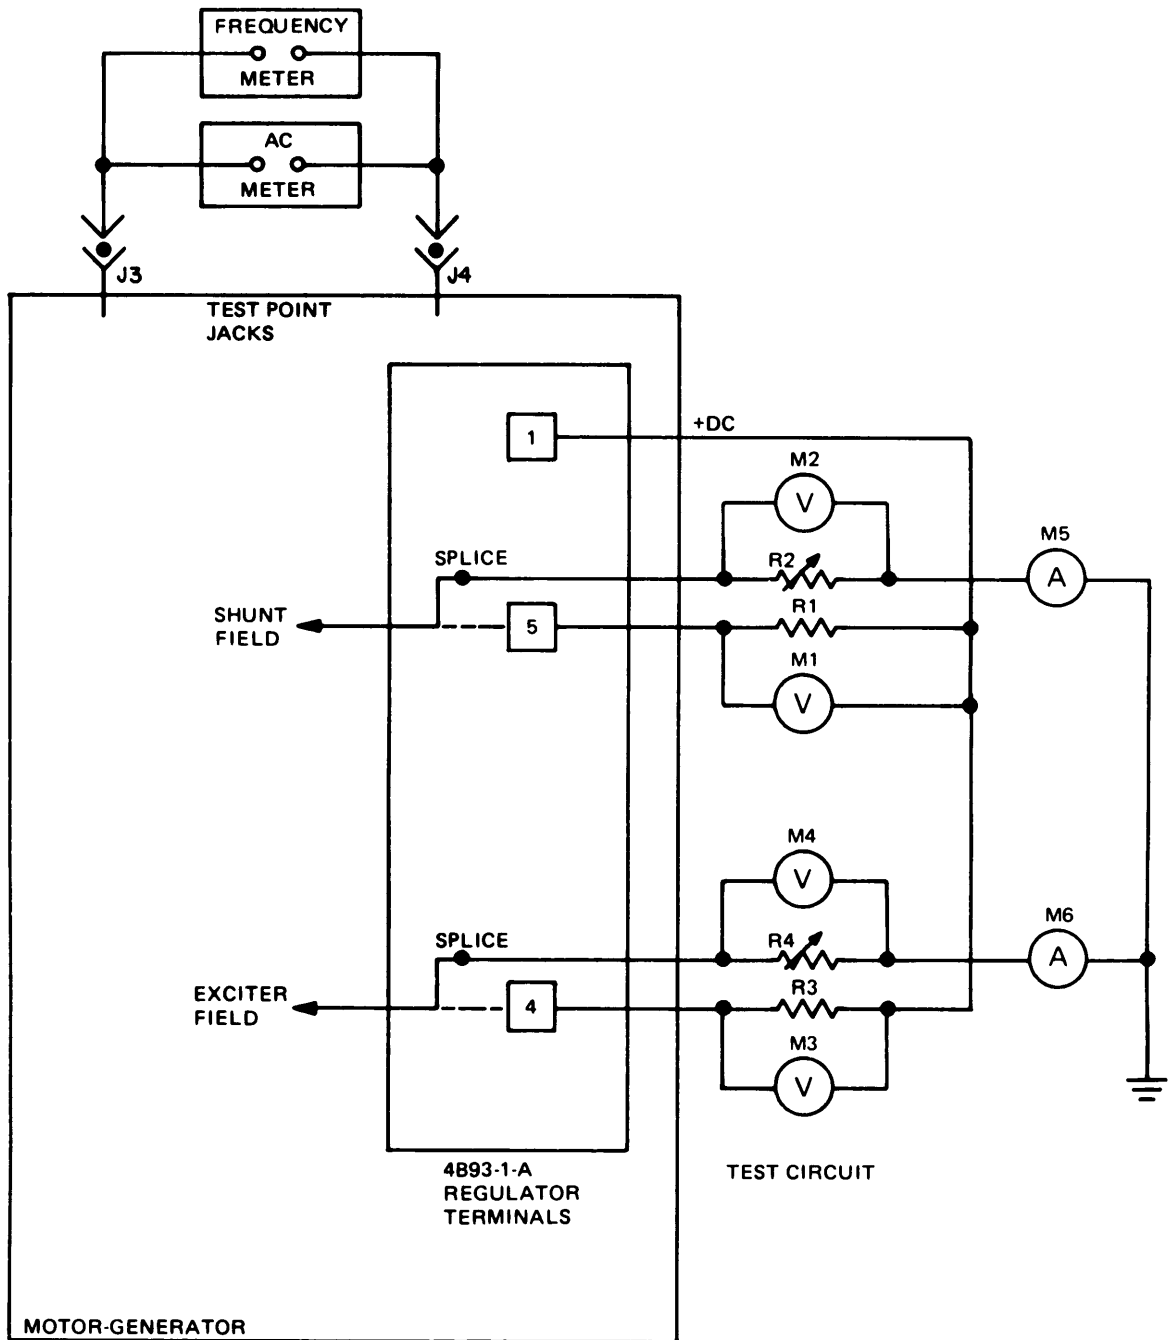 FREQUENCY
METER
AC
METER
J3
J4
TEST POINT
JACKS
1
+DC
M2
V
M5
A
SPLICE
R2
SHUNT
FIELD
5
R1
M1
V
M4
V
M6
A
SPLICE
R4
EXCITER
FIELD
4
R3
M3
V
4B93-1-A
REGULATOR
TERMINALS
TEST CIRCUIT
MOTOR-GENERATOR